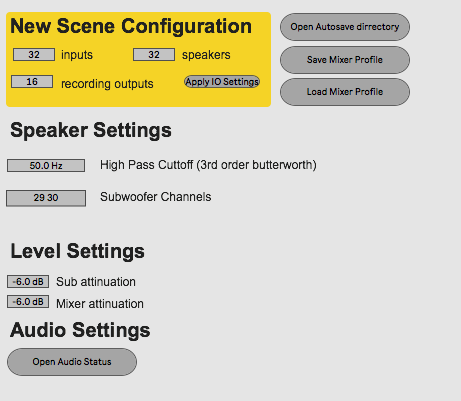 New Scene Configuration
32 inputs 32 speakers
16 recording outputs Apply IO Settings
Open Autosave dirrectory
Save Mixer Profile
Load Mixer Profile
Speaker Settings
50.0 Hz High Pass Cuttoff (3rd order butterworth)
29 30 Subwoofer Channels
Level Settings
-6.0 dB Sub attinuation
-6.0 dB Mixer attinuation
Audio Settings
Open Audio Status